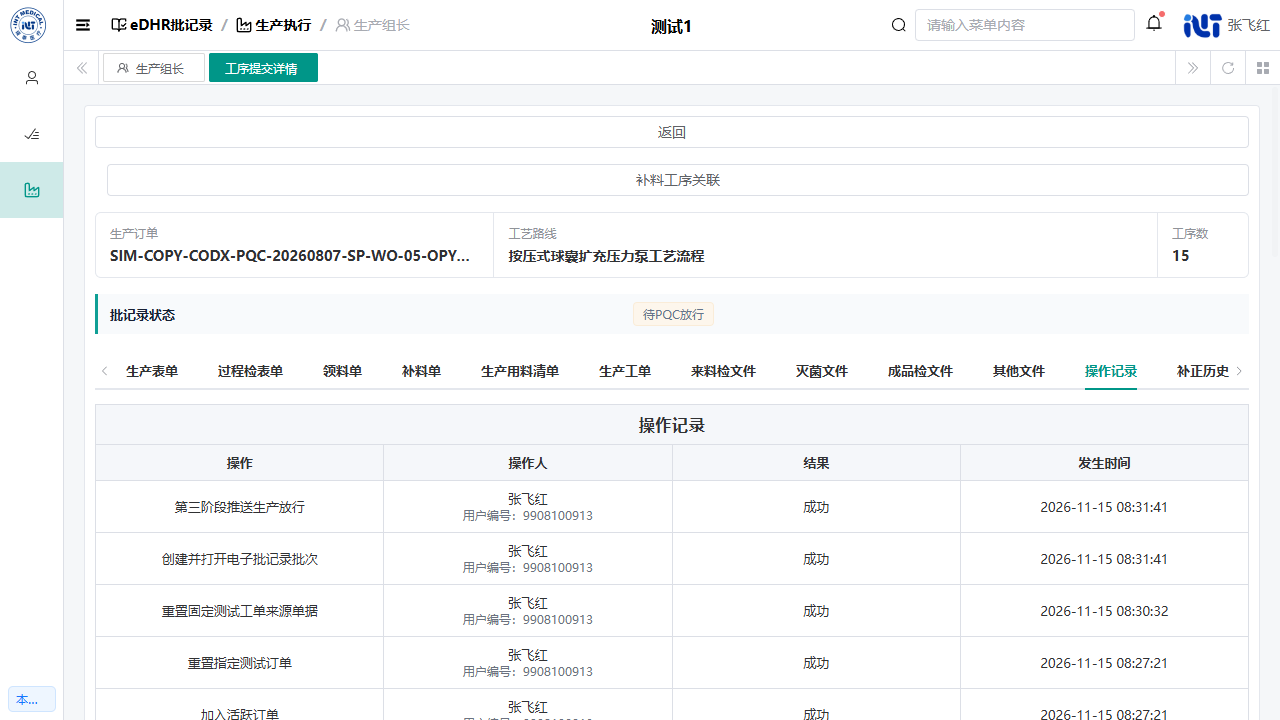 eDHR批记录 / 生产执行 / 生产组长
测试1
请输入菜单内容
张飞红
生产组长
工序提交详情
返回
补料工序关联
生产订单
SIM-COPY-CODX-PQC-20260807-SP-WO-05-OPY...
工艺路线
按压式球囊扩充压力泵工艺流程
工序数
15
批记录状态
待PQC放行
生产表单 过程检表单 领料单 补料单 生产用料清单 生产工单 来料检文件 灭菌文件 成品检文件 其他文件 操作记录 补正历史
操作记录
操作 操作人 结果 发生时间
第三阶段推送生产放行 张飞红 成功 2026-11-15 08:31:41
用户编号：9908100913
创建并打开电子批记录批次 张飞红 成功 2026-11-15 08:31:41
用户编号：9908100913
重置固定测试工单来源单据 张飞红 成功 2026-11-15 08:30:32
用户编号：9908100913
重置指定测试订单 张飞红 成功 2026-11-15 08:27:21
用户编号：9908100913
加入活跃订单 张飞红 成功 2026-11-15 08:27:21
本...